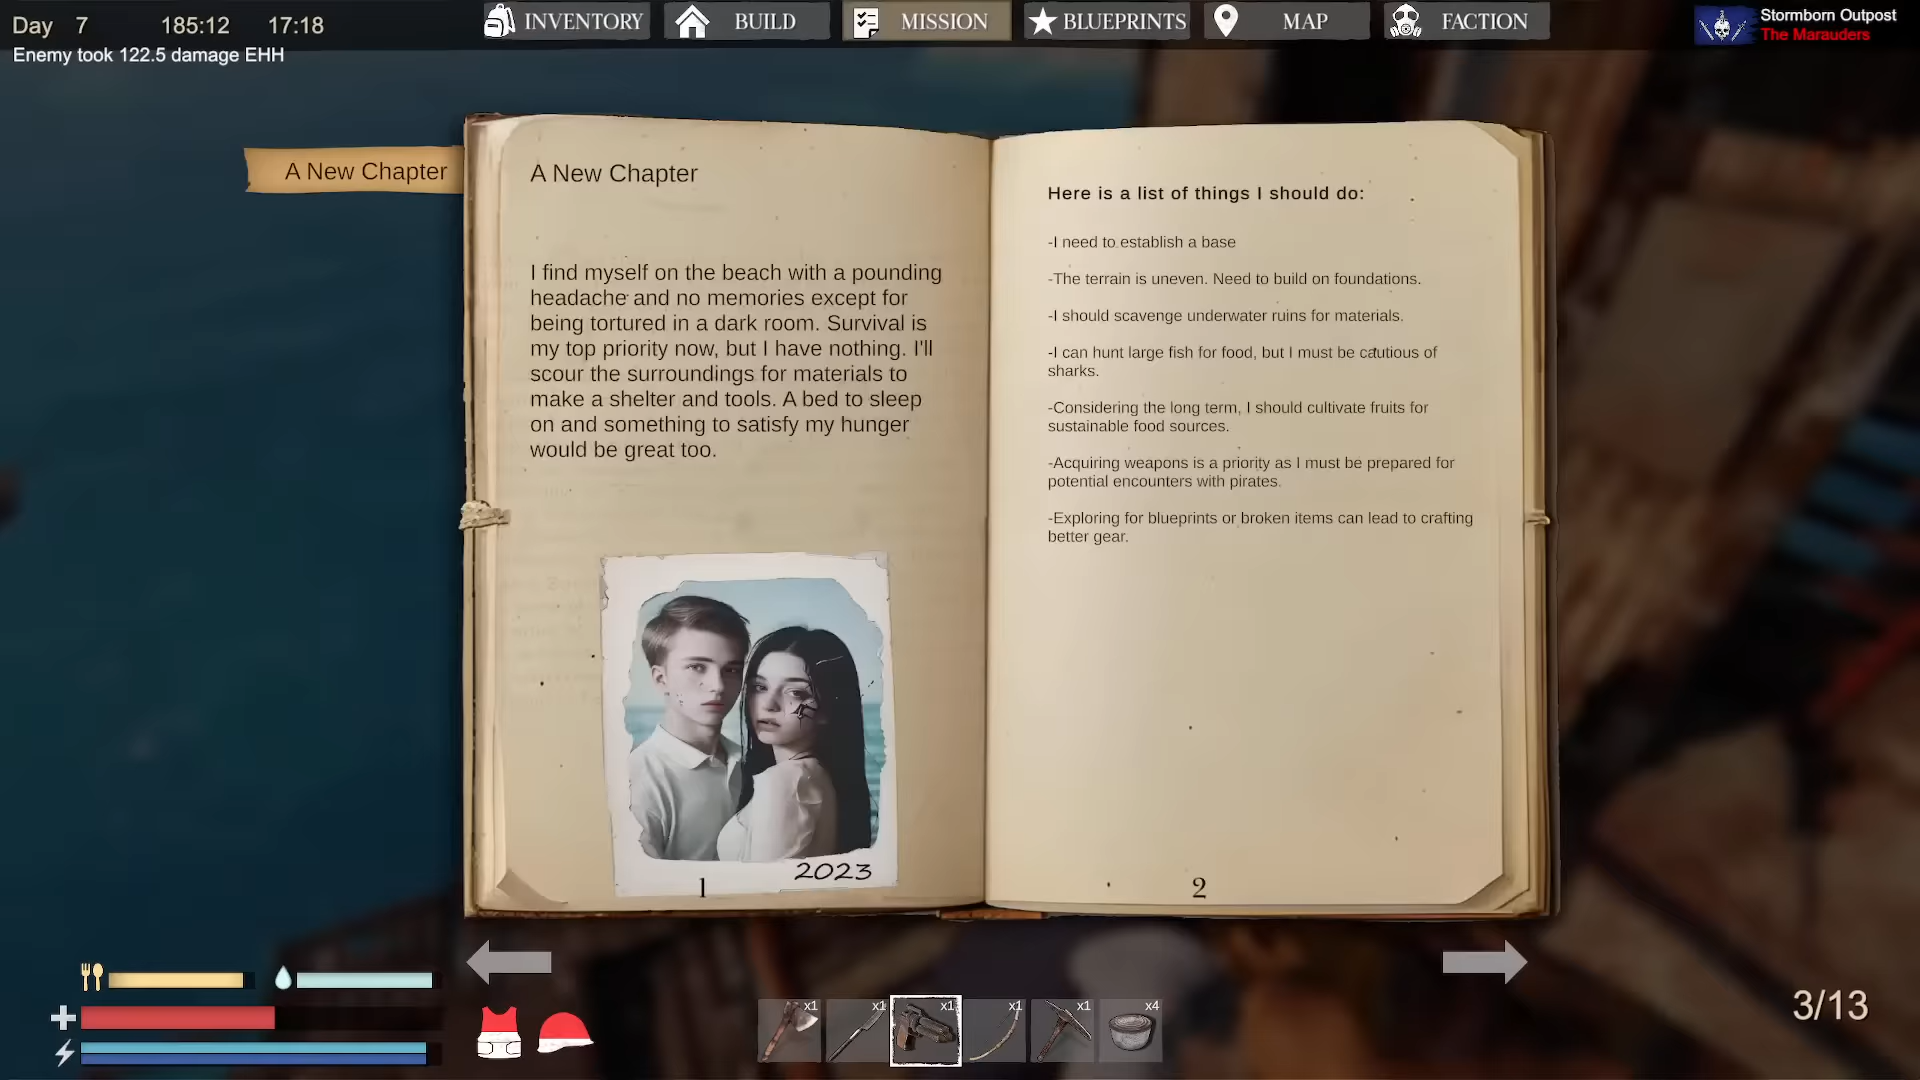 Day 7 185:12 17:18
INVENTORY
BUILD
MISSION
BLUEPRINTS
MAP
FACTION
Stormborn Outpost
The Marauders
Enemy took 122.5 damage EHH
A New Chapter
A New Chapter
I find myself on the beach with a pounding
headache and no memories except for
being tortured in a dark room. Survival is
my top priority now, but I have nothing. I'll
scour the surroundings for materials to
make a shelter and tools. A bed to sleep
on and something to satisfy my hunger
would be great too.
2023
1
Here is a list of things I should do:
-I need to establish a base
-The terrain is uneven. Need to build on foundations.
-I should scavenge underwater ruins for materials.
-I can hunt large fish for food, but I must be cautious of
sharks.
-Considering the long term, I should cultivate fruits for
sustainable food sources.
-Acquiring weapons is a priority as I must be prepared for
potential encounters with pirates.
-Exploring for blueprints or broken items can lead to crafting
better gear.
2
x1
x1
x1
x1
x1
x4
3/13